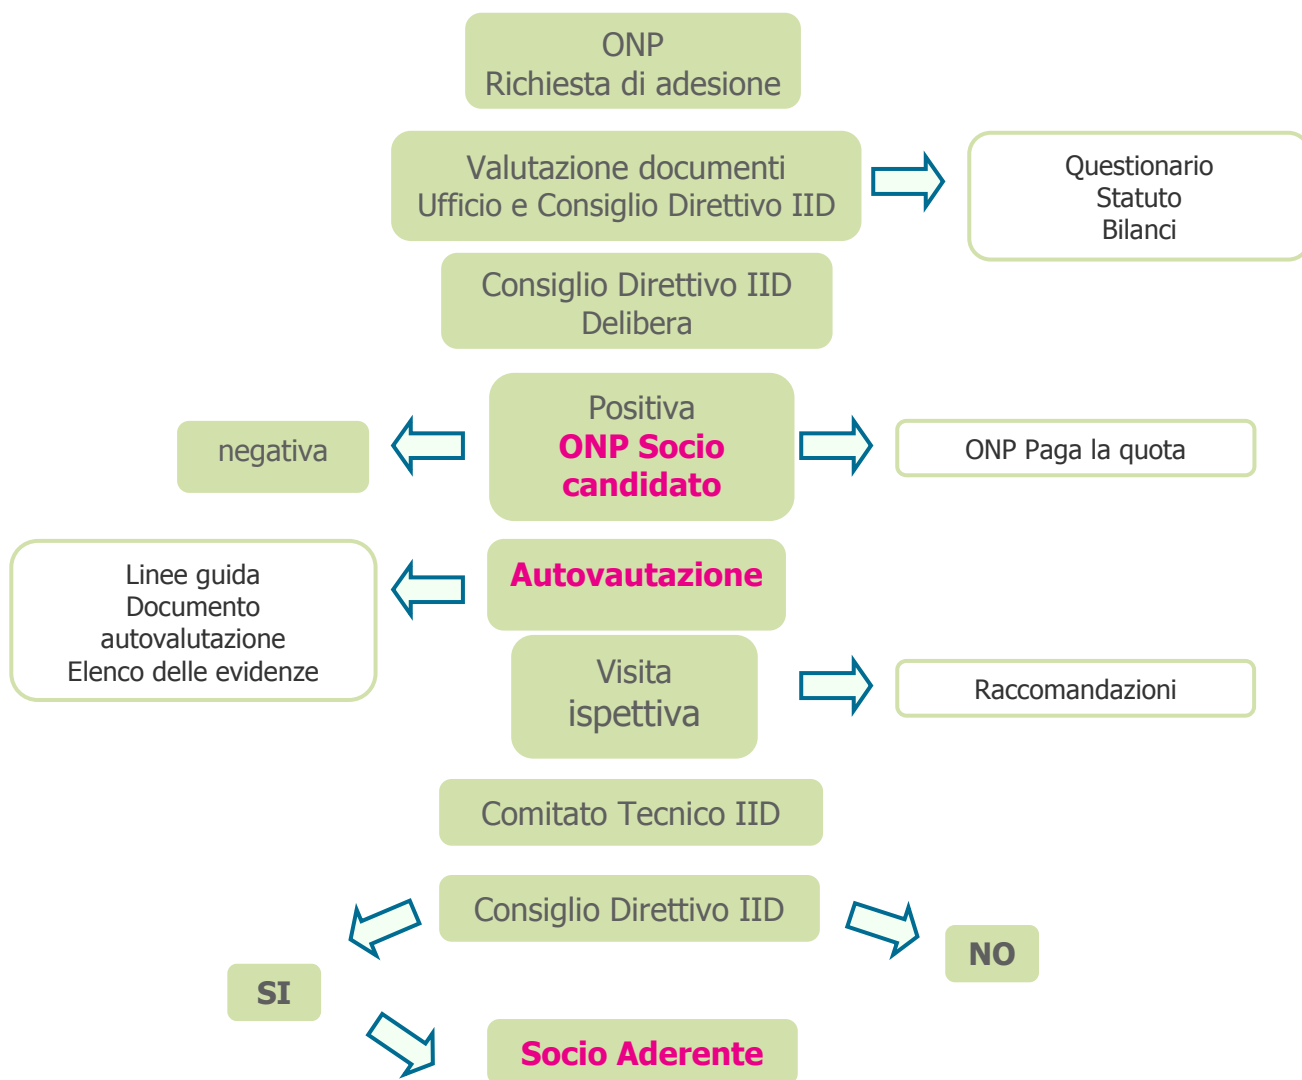 ONP
Richiesta di adesione
Valutazione documenti
Ufficio e Consiglio Direttivo IID
Questionario
Statuto
Bilanci
Consiglio Direttivo IID
Delibera
negativa
Positiva
ONP Socio
candidato
ONP Paga la quota
Linee guida
Documento
autovalutazione
Elenco delle evidenze
Autovautazione
Visita
ispettiva
Raccomandazioni
Comitato Tecnico IID
Consiglio Direttivo IID
SI
NO
Socio Aderente